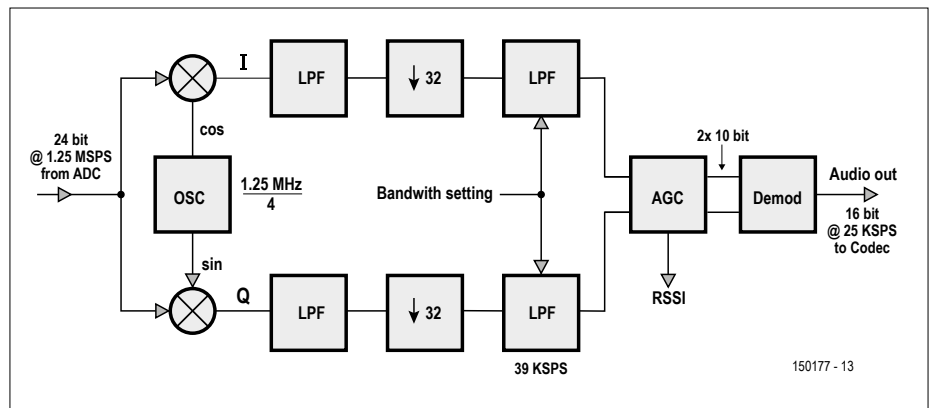 I
LPF
32
LPF
cos
2x 10 bit
24 bit
@ 1.25 MSPS
from ADC
OSC
1.25 MHz
4
Bandwith setting
AGC
Demod
Audio out
16 bit
@ 25 KSPS
to Codec
sin
RSSI
Q
LPF
32
LPF
39 KSPS
150177 - 13